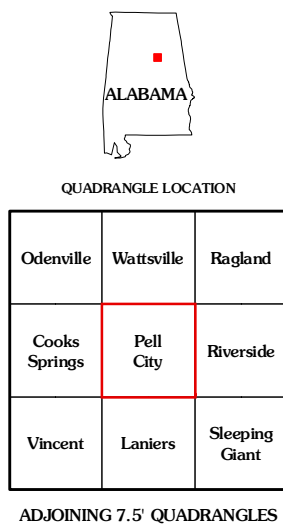 ALABAMA
QUADRANGLE LOCATION
Odenville
Wattsville
Ragland
Cooks
Springs
Pell
City
Riverside
Vincent
Laniers
Sleeping
Giant
ADJOINING 7.5' QUADRANGLES